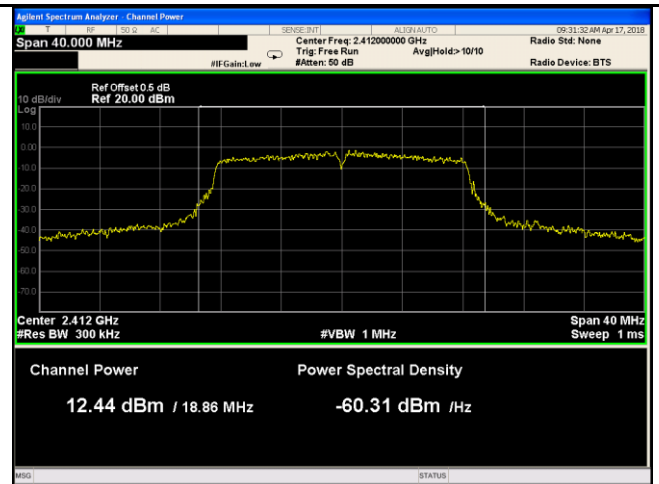 Agilent Spectrum Analyzer - Channel Power
T RF 50 Ω AC SENSE:INT ALIGNAUTO 09:31:32 AM Apr 17, 2018
Span 40.000 MHz Center Freq: 2.412000000 GHz Radio Std: None
Trig: Free Run Avg|Hold:> 10/10
#IFGain:Low #Atten: 50 dB Radio Device: BTS
Ref Offset 0.5 dB
10 dB/div Ref 20.00 dBm
Log
10.0
0.00
-10.0
-20.0
-30.0
-40.0
-50.0
-60.0
-70.0
Center 2.412 GHz Span 40 MHz
#Res BW 300 kHz #VBW 1 MHz Sweep 1 ms
Channel Power Power Spectral Density
12.44 dBm / 18.86 MHz -60.31 dBm /Hz
MSG STATUS